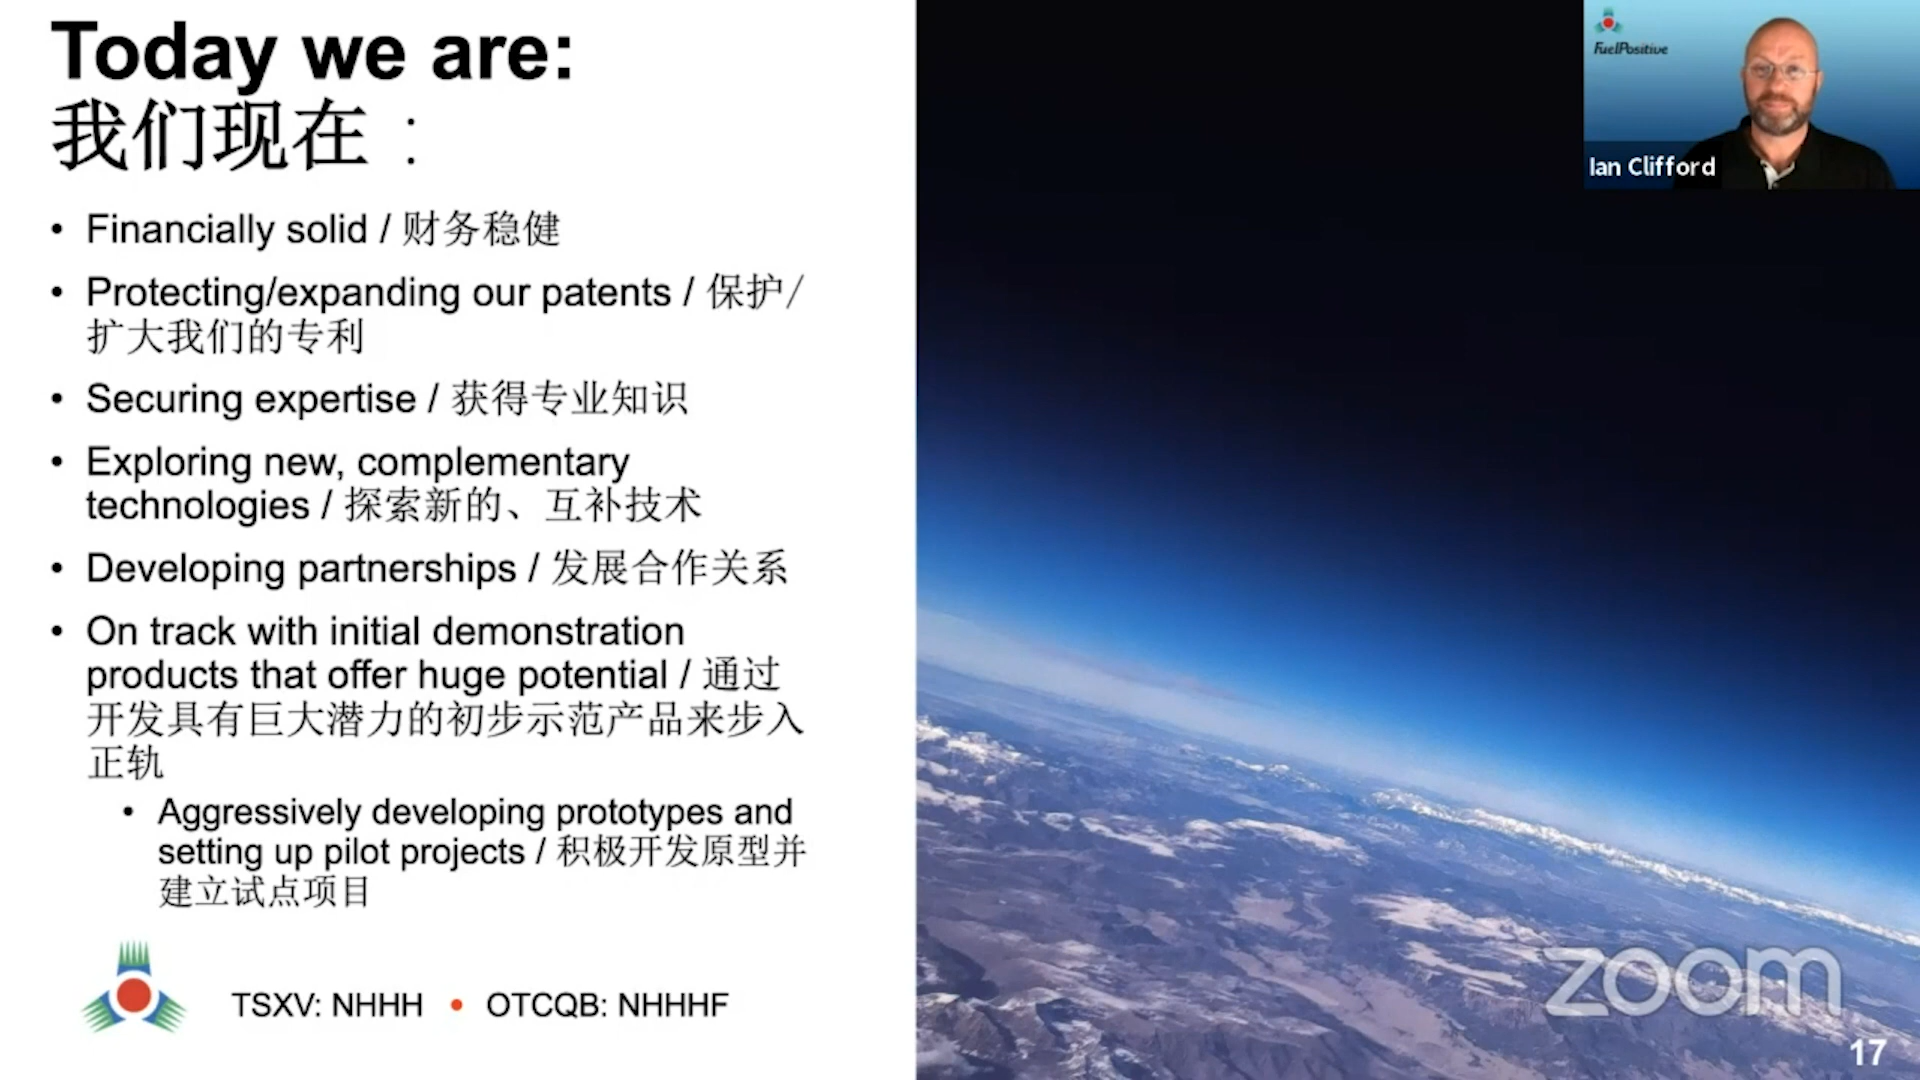 Today we are:
我们现在：
• Financially solid / 财务稳健
• Protecting/expanding our patents / 保护/
扩大我们的专利
• Securing expertise / 获得专业知识
• Exploring new, complementary
technologies / 探索新的、互补技术
• Developing partnerships / 发展合作关系
• On track with initial demonstration
products that offer huge potential / 通过
开发具有巨大潜力的初步示范产品来步入
正轨
• Aggressively developing prototypes and
setting up pilot projects / 积极开发原型并
建立试点项目
TSXV: NHHH • OTCQB: NHHHF
FuelPositive
Ian Clifford
zoom
17